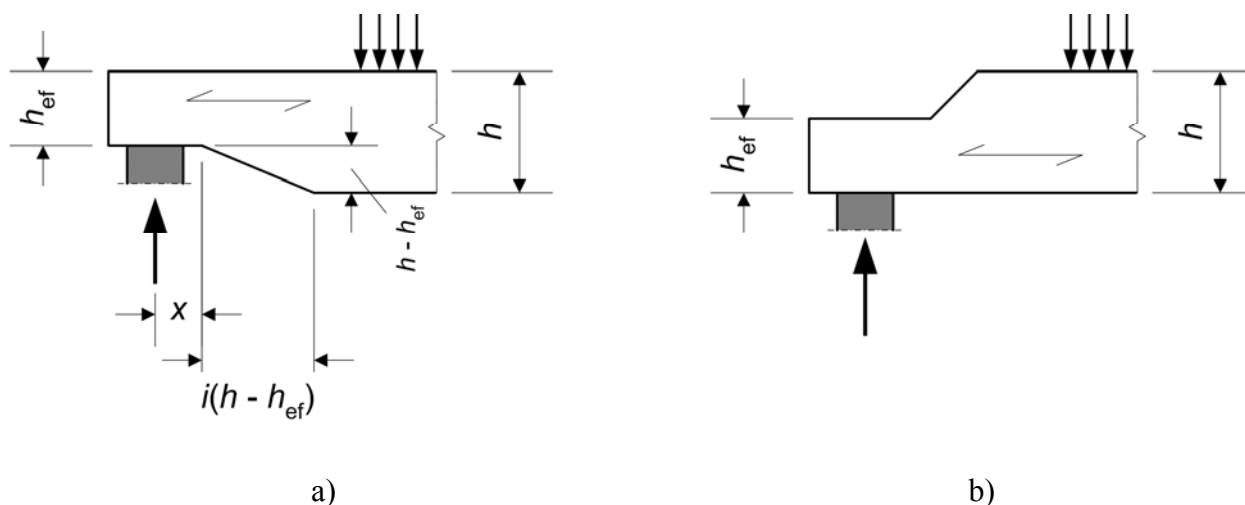 h_ef
h
h - h_ef
x
i(h - h_ef)
h_ef
h
a)
b)